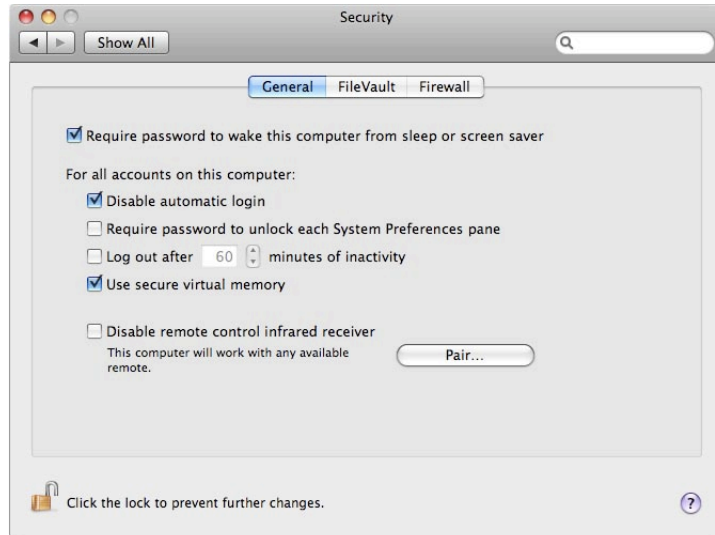 Security
Show All
General FileVault Firewall
Require password to wake this computer from sleep or screen saver
For all accounts on this computer:
Disable automatic login
Require password to unlock each System Preferences pane
Log out after 60 minutes of inactivity
Use secure virtual memory
Disable remote control infrared receiver
This computer will work with any available
remote.
Pair...
Click the lock to prevent further changes.
?